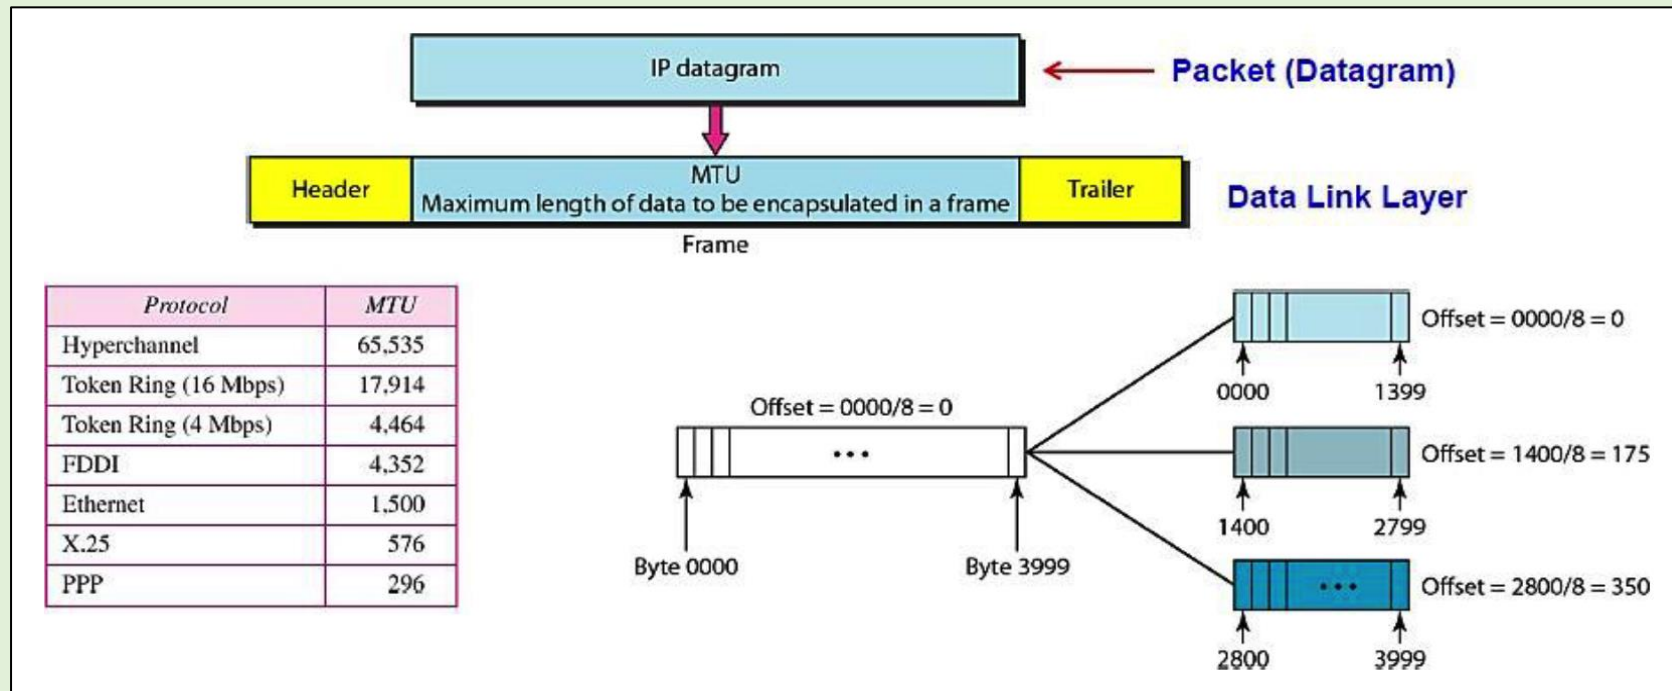 IP datagram
Packet (Datagram)
Header
MTU
Maximum length of data to be encapsulated in a frame
Trailer
Data Link Layer
Frame
Protocol MTU
Hyperchannel 65,535
Token Ring (16 Mbps) 17,914
Token Ring (4 Mbps) 4,464
FDDI 4,352
Ethernet 1,500
X.25 576
PPP 296
Offset = 0000/8 = 0
...
Byte 0000 Byte 3999
Offset = 0000/8 = 0
0000 1399
Offset = 1400/8 = 175
1400 2799
...
Offset = 2800/8 = 350
2800 3999